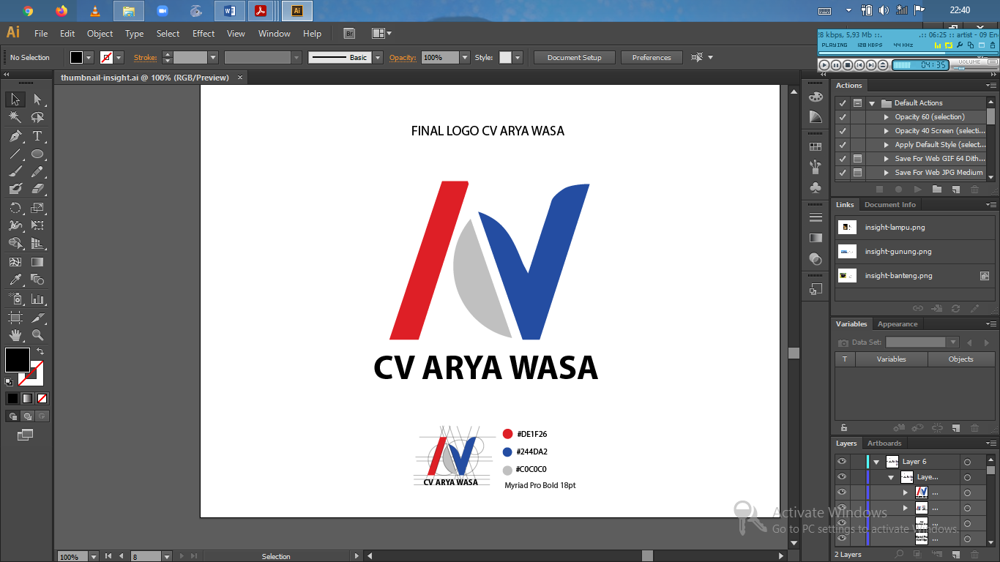 22:40
Ai File Edit Object Type Select Effect View Window Help Br
28 kbps, 5,93 Mb ::. .:: 06:25 :: artist - 09 En
PLAYING 128 KBPS 44 KHZ
VOLUME
04:35
No Selection Stroke: Basic Opacity: 100% Style: Document Setup Preferences
thumbnail-insight.ai @ 100% (RGB/Preview)
FINAL LOGO CV ARYA WASA
CV ARYA WASA
#DE1F26
#244DA2
#C0C0C0
CV ARYA WASA
Myriad Pro Bold 18pt
Actions
Default Actions
Opacity 60 (selection)
Opacity 40 Screen (selecti...
Apply Default Style (select...
Save For Web GIF 64 Dith...
Save For Web JPG Medium
Links Document Info
insight-lampu.png
insight-gunung.png
insight-banteng.png
Variables Appearance
Data Set:
T Variables Objects
Layers Artboards
Layer 6
Laye...
...
...
...
...
2 Layers
Activate Windows
Go to PC settings to activate Windows.
100% 8 Selection